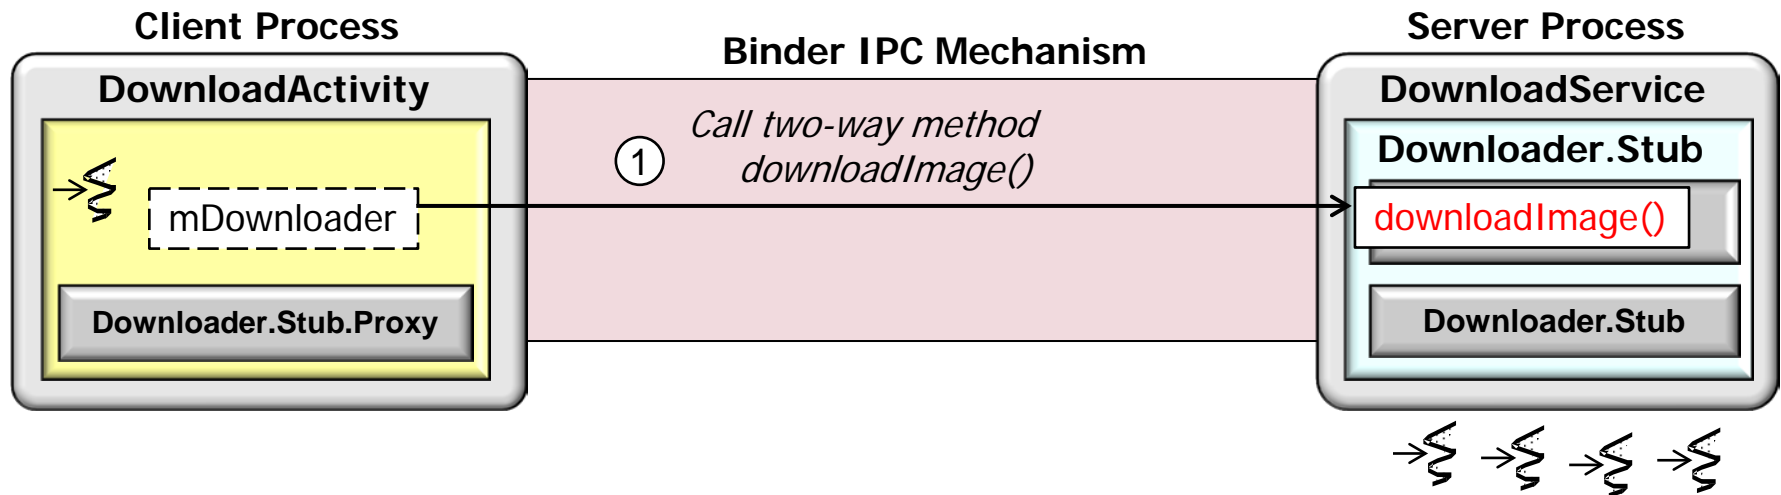 Client Process
DownloadActivity
mDownloader
Downloader.Stub.Proxy
Binder IPC Mechanism
1
Call two-way method
downloadImage()
Server Process
DownloadService
Downloader.Stub
downloadImage()
Downloader.Stub